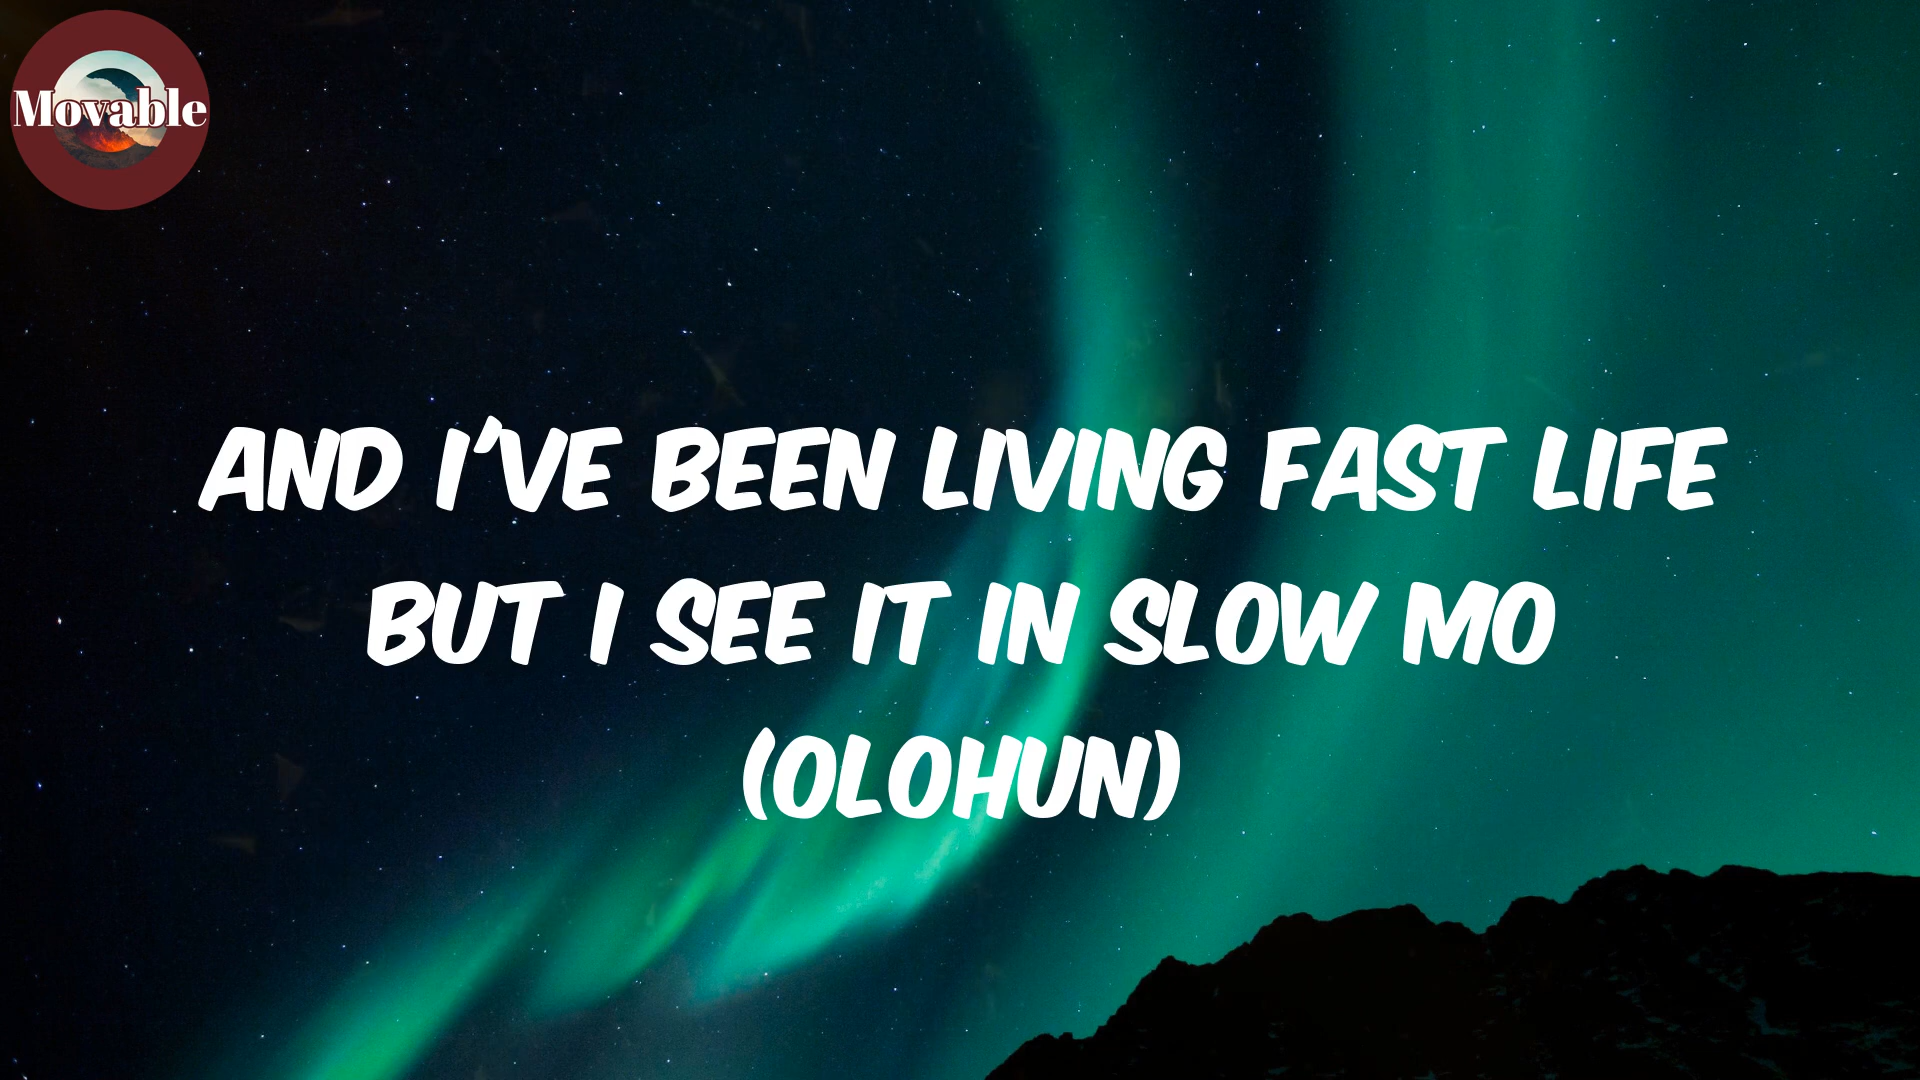 Movable
AND I'VE BEEN LIVING FAST LIFE
BUT I SEE IT IN SLOW MO
(OLOHUN)